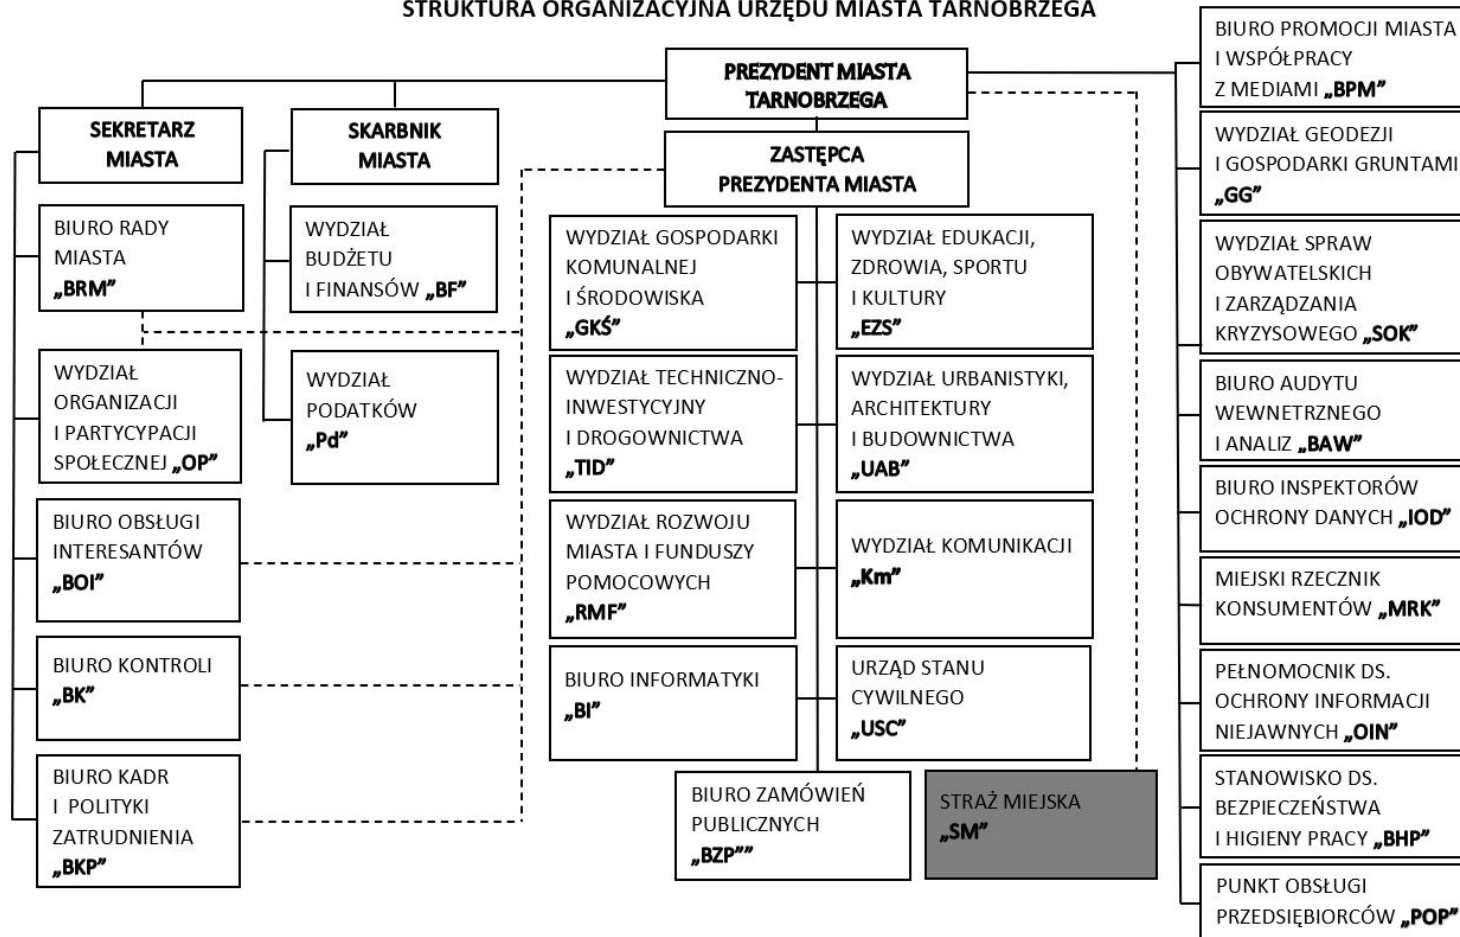 STRUKTURA ORGANIZACYJNA URZĘDU MIASTA TARNOBRZEGA
PREZYDENT MIASTA
TARNOBRZEGA
SEKRETARZ
MIASTA
SKARBNIK
MIASTA
ZASTĘPCA
PREZYDENTA MIASTA
BIURO RADY
MIASTA
„BRM”
WYDZIAŁ
ORGANIZACJI
I PARTYCYPACJI
SPOŁECZNEJ „OP”
BIURO OBSŁUGI
INTERESANTÓW
„BOI”
BIURO KONTROLI
„BK”
BIURO KADR
I POLITYKI
ZATRUDNIENIA
„BKP”
WYDZIAŁ
BUDŻETU
I FINANSÓW „BF”
WYDZIAŁ
PODATKÓW
„Pd”
WYDZIAŁ GOSPODARKI
KOMUNALNEJ
I ŚRODOWISKA
„GKŚ”
WYDZIAŁ TECHNICZNO-
INWESTYCYJNY
I DROGOWNICTWA
„TID”
WYDZIAŁ ROZWOJU
MIASTA I FUNDUSZY
POMOCOWYCH
„RMF”
BIURO INFORMATYKI
„BI”
WYDZIAŁ EDUKACJI,
ZDROWIA, SPORTU
I KULTURY
„EZS”
WYDZIAŁ URBANISTYKI,
ARCHITEKTURY
I BUDOWNICTWA
„UAB”
WYDZIAŁ KOMUNIKACJI
„Km”
URZĄD STANU
CYWILNEGO
„USC”
BIURO ZAMÓWIEŃ
PUBLICZNYCH
„BZP””
STRAŻ MIEJSKA
„SM”
BIURO PROMOCJI MIASTA
I WSPÓŁPRACY
Z MEDIAMI „BPM”
WYDZIAŁ GEODEZJI
I GOSPODARKI GRUNTAMI
„GG”
WYDZIAŁ SPRAW
OBYWATELSKICH
I ZARZĄDZANIA
KRYZYSOWEGO „SOK”
BIURO AUDYTU
WEWNETRZNEGO
I ANALIZ „BAW”
BIURO INSPEKTORÓW
OCHRONY DANYCH „IOD”
MIEJSKI RZECZNIK
KONSUMENTÓW „MRK”
PEŁNOMOCNIK DS.
OCHRONY INFORMACJI
NIEJAWNYCH „OIN”
STANOWISKO DS.
BEZPIECZEŃSTWA
I HIGIENY PRACY „BHP”
PUNKT OBSŁUGI
PRZEDSIĘBIORCÓW „POP”